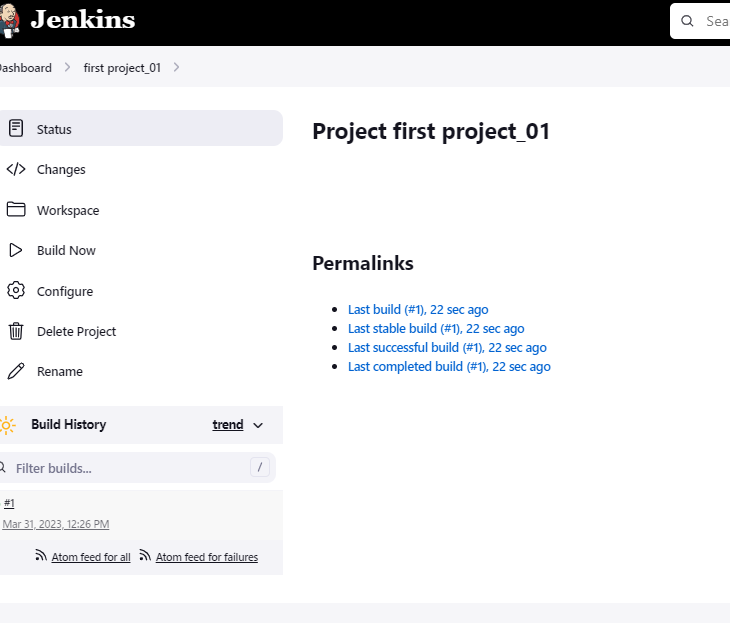 Jenkins
Sea
Dashboard
first project_01
Status
Changes
Workspace
Build Now
Configure
Delete Project
Rename
Build History
trend
Filter builds...
/
#1
Mar 31, 2023, 12:26 PM
Atom feed for all
Atom feed for failures
Project first project_01
Permalinks
Last build (#1), 22 sec ago
Last stable build (#1), 22 sec ago
Last successful build (#1), 22 sec ago
Last completed build (#1), 22 sec ago